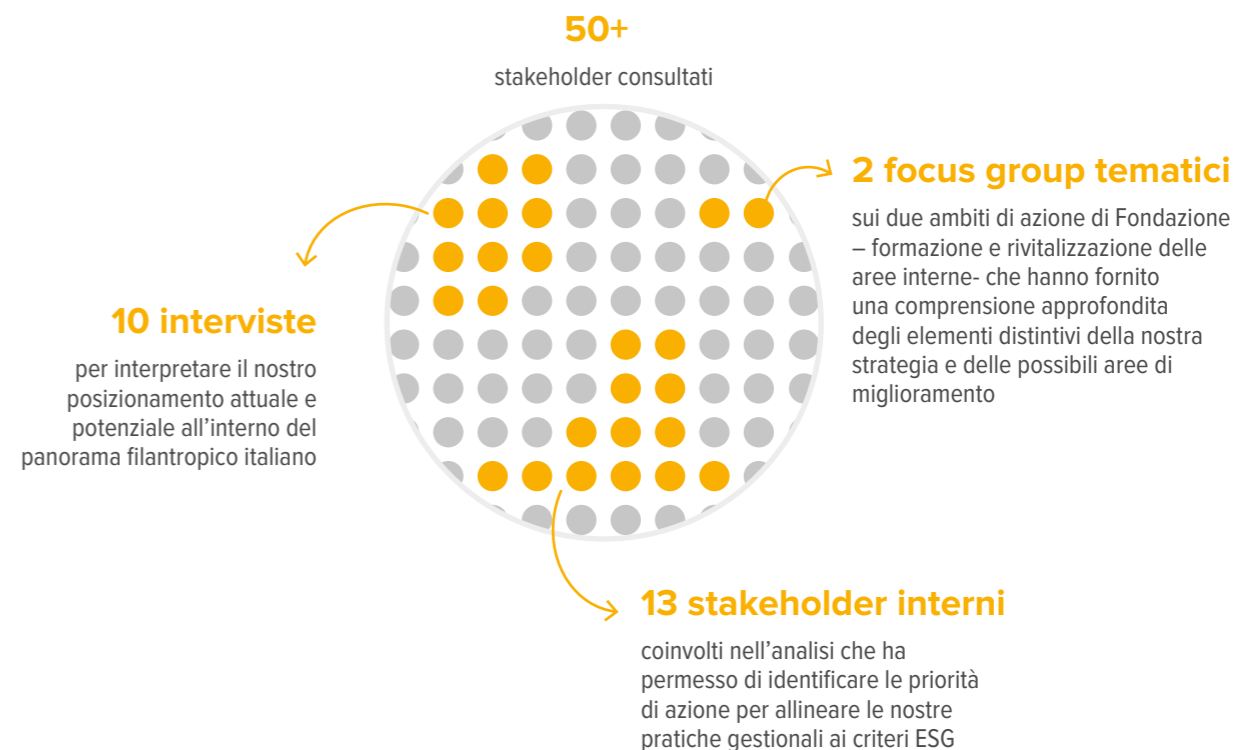 50+
stakeholder consultati
2 focus group tematici
sui due ambiti di azione di Fondazione
– formazione e rivitalizzazione delle
aree interne- che hanno fornito
una comprensione approfondita
degli elementi distintivi della nostra
strategia e delle possibili aree di
miglioramento
10 interviste
per interpretare il nostro
posizionamento attuale e
potenziale all'interno del
panorama filantropico italiano
13 stakeholder interni
coinvolti nell'analisi che ha
permesso di identificare le priorità
di azione per allineare le nostre
pratiche gestionali ai criteri ESG